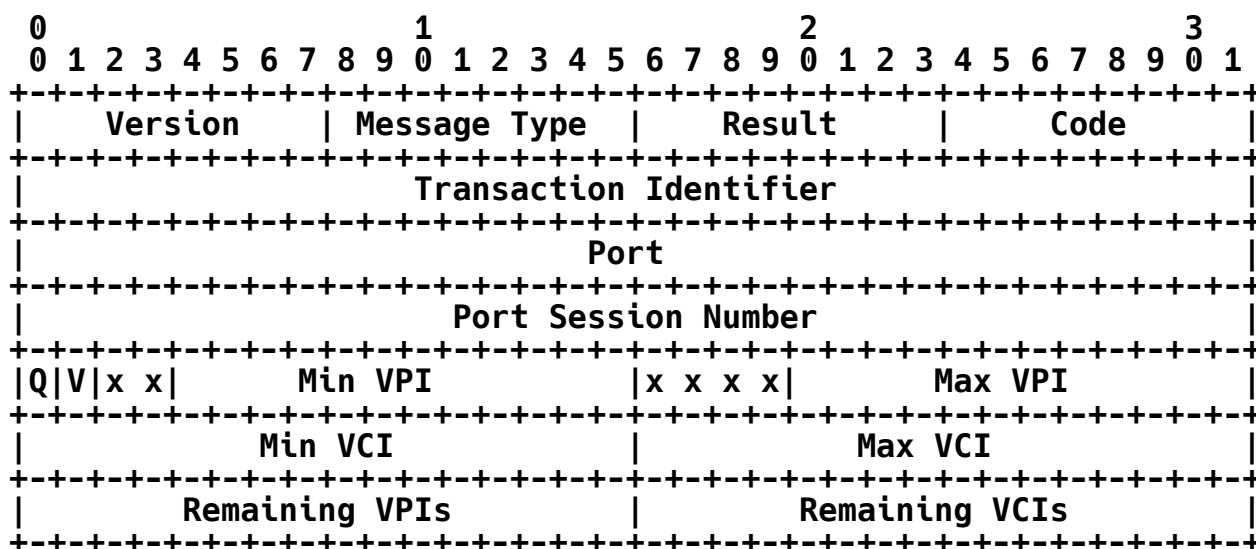 0                   1                   2                   3
 0 1 2 3 4 5 6 7 8 9 0 1 2 3 4 5 6 7 8 9 0 1 2 3 4 5 6 7 8 9 0 1
+-+-+-+-+-+-+-+-+-+-+-+-+-+-+-+-+-+-+-+-+-+-+-+-+-+-+-+-+-+-+-+-+
|    Version    | Message Type  |    Result     |     Code      |
+-+-+-+-+-+-+-+-+-+-+-+-+-+-+-+-+-+-+-+-+-+-+-+-+-+-+-+-+-+-+-+-+
|                    Transaction Identifier                     |
+-+-+-+-+-+-+-+-+-+-+-+-+-+-+-+-+-+-+-+-+-+-+-+-+-+-+-+-+-+-+-+-+
|                             Port                              |
+-+-+-+-+-+-+-+-+-+-+-+-+-+-+-+-+-+-+-+-+-+-+-+-+-+-+-+-+-+-+-+-+
|                      Port Session Number                      |
+-+-+-+-+-+-+-+-+-+-+-+-+-+-+-+-+-+-+-+-+-+-+-+-+-+-+-+-+-+-+-+-+
|Q|V|x x|      Min VPI          |x x x x|       Max VPI         |
+-+-+-+-+-+-+-+-+-+-+-+-+-+-+-+-+-+-+-+-+-+-+-+-+-+-+-+-+-+-+-+-+
|            Min VCI            |           Max VCI             |
+-+-+-+-+-+-+-+-+-+-+-+-+-+-+-+-+-+-+-+-+-+-+-+-+-+-+-+-+-+-+-+-+
|        Remaining VPIs         |        Remaining VCIs         |
+-+-+-+-+-+-+-+-+-+-+-+-+-+-+-+-+-+-+-+-+-+-+-+-+-+-+-+-+-+-+-+-+